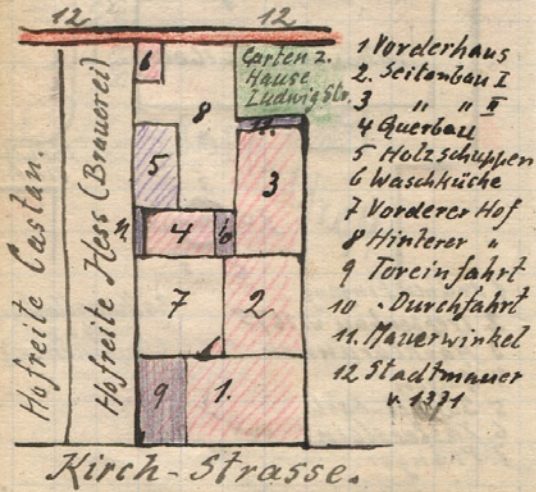 12
12
Garten z.
Hause
Ludwigstr.
6
8
11.
5
3
11
4
10
7
2
9
1.
Hofreite Castan.
Hofreite Hess (Brauerei)
Kirch-Strasse.
1 Vorderhaus
2. Seitenbau I
3 " " II
4 Querbau
5 Holzschuppen
6 Waschküche
7 Vorderer Hof
8 Hinterer "
9 Toreinfahrt
10 Durchfahrt
11. Mauerwinkel
12 Stadtmauer
v. 1331